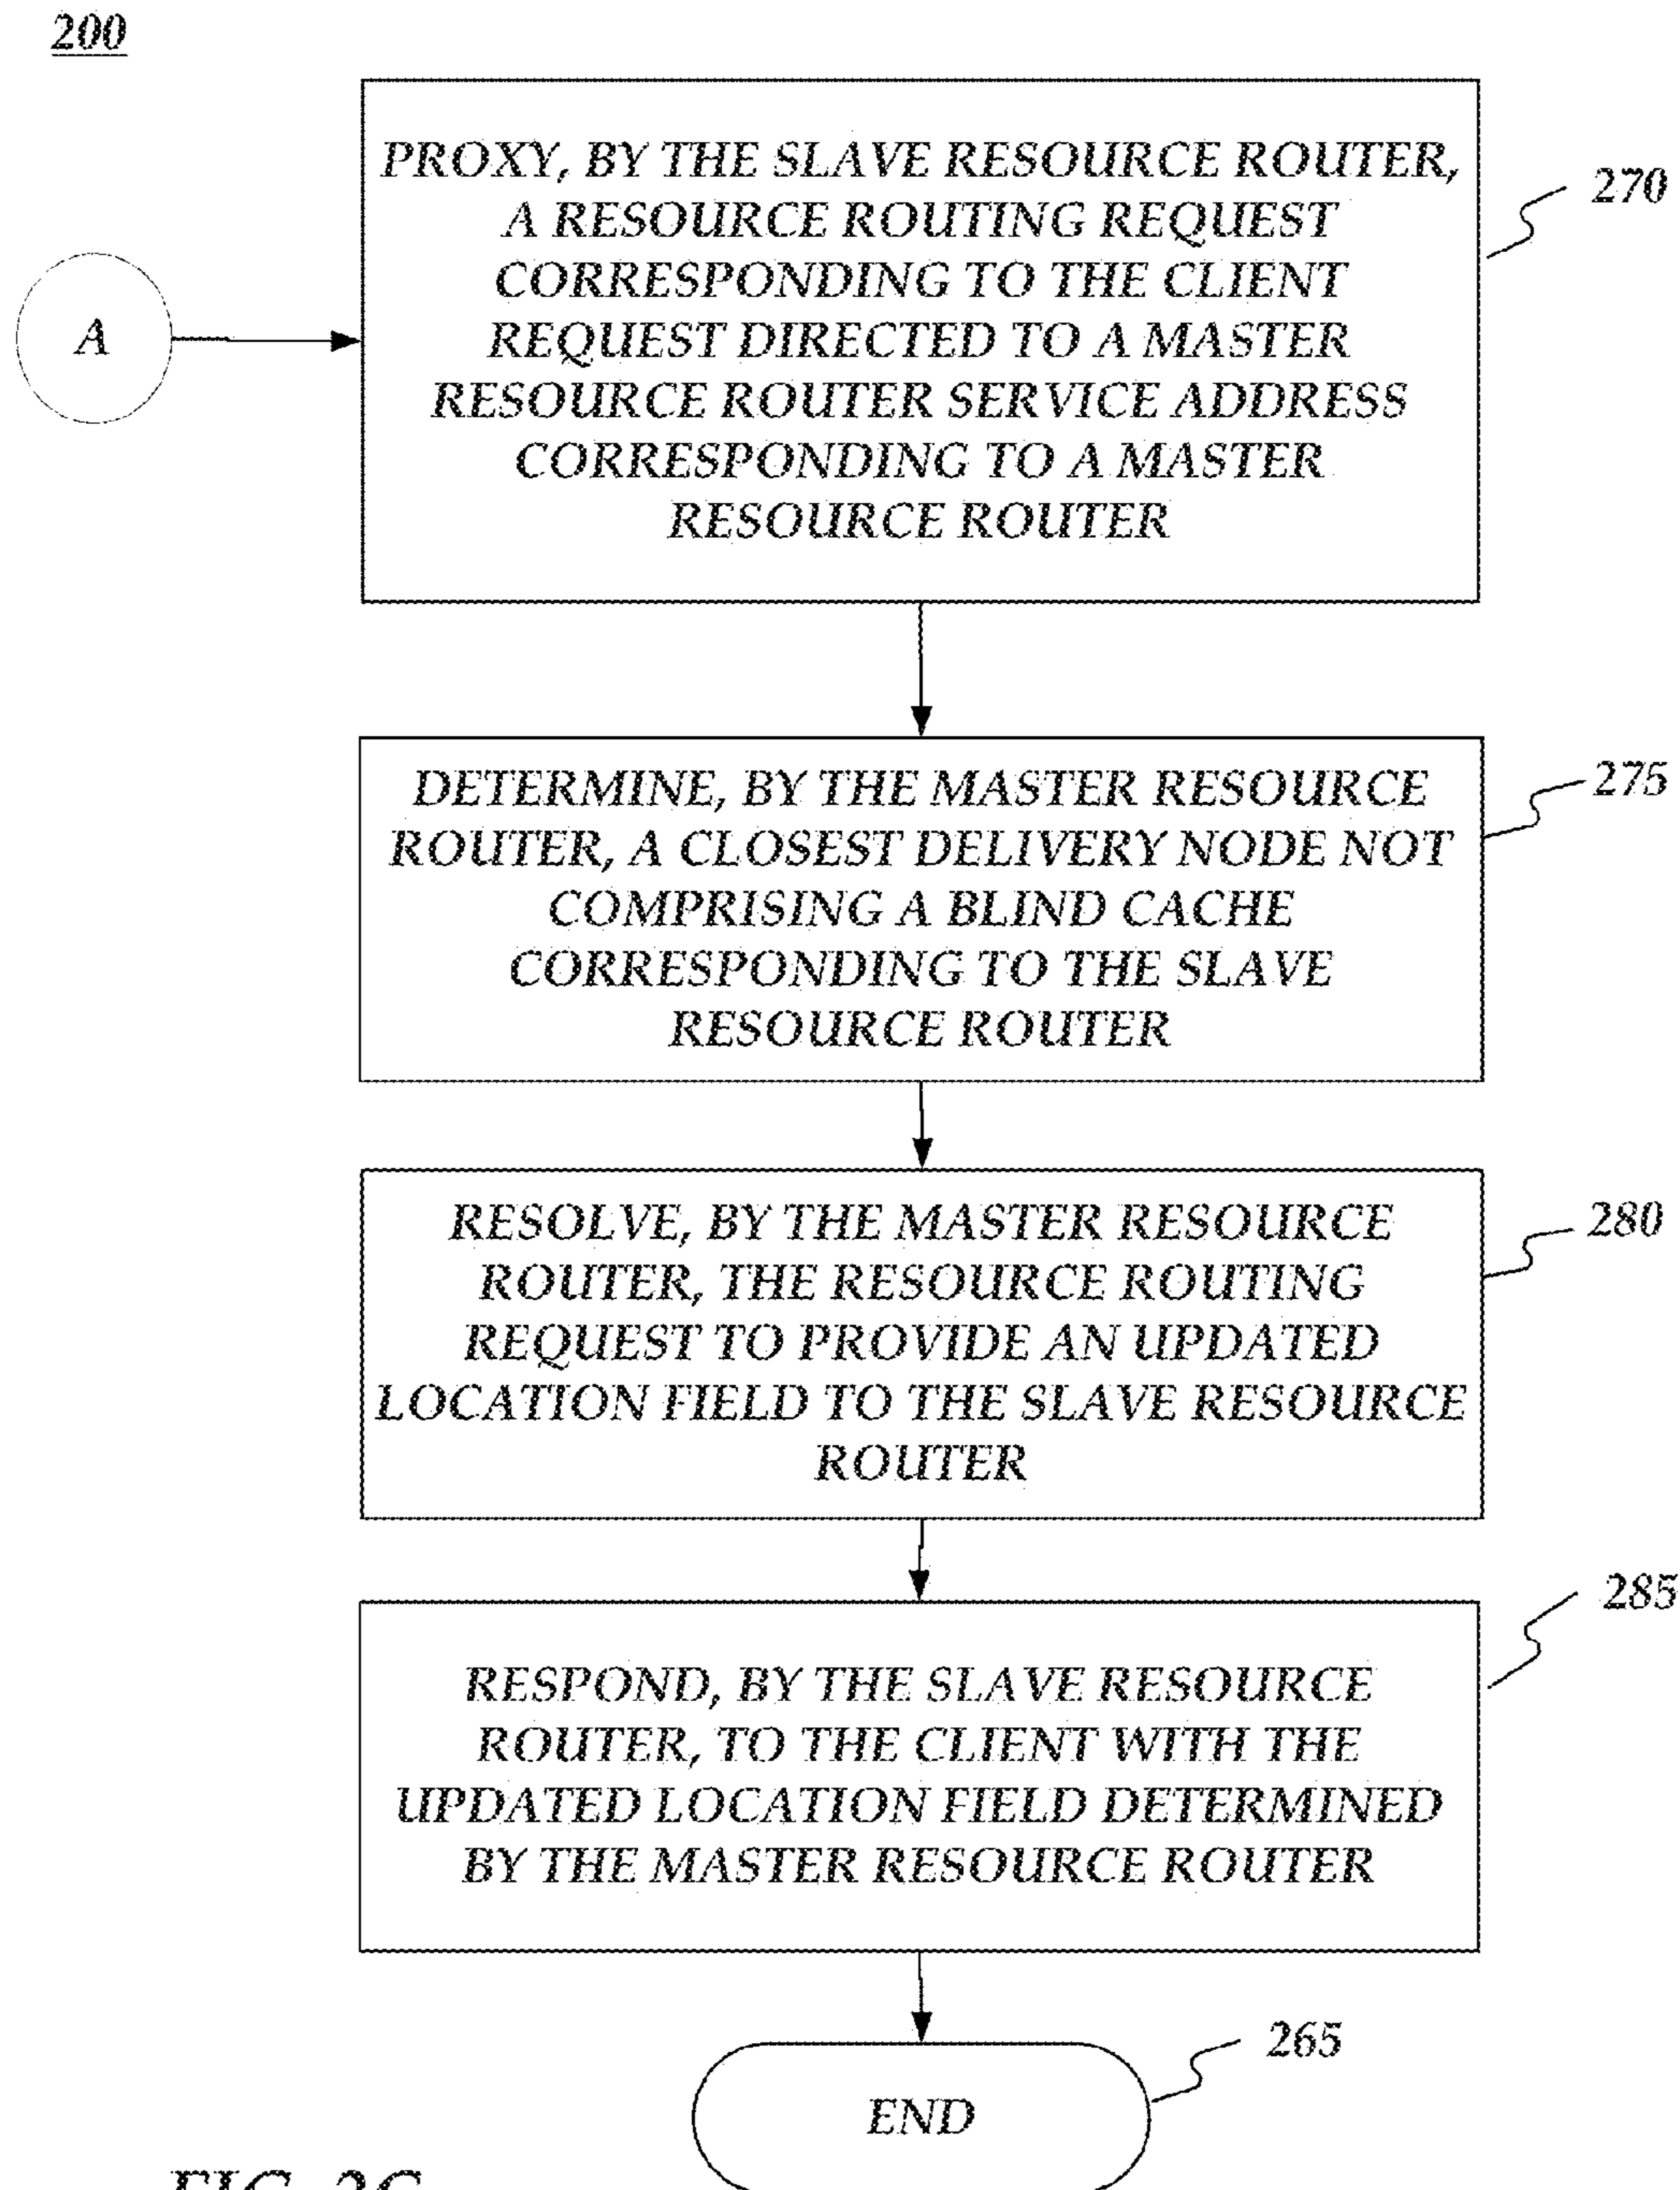 200
PROXY, BY THE SLAVE RESOURCE ROUTER,
A RESOURCE ROUTING REQUEST
CORRESPONDING TO THE CLIENT
REQUEST DIRECTED TO A MASTER
RESOURCE ROUTER SERVICE ADDRESS
CORRESPONDING TO A MASTER
RESOURCE ROUTER
270
A
DETERMINE, BY THE MASTER RESOURCE
ROUTER, A CLOSEST DELIVERY NODE NOT
COMPRISING A BLIND CACHE
CORRESPONDING TO THE SLAVE
RESOURCE ROUTER
275
RESOLVE, BY THE MASTER RESOURCE
ROUTER, THE RESOURCE ROUTING
REQUEST TO PROVIDE AN UPDATED
LOCATION FIELD TO THE SLAVE RESOURCE
ROUTER
280
RESPOND, BY THE SLAVE RESOURCE
ROUTER, TO THE CLIENT WITH THE
UPDATED LOCATION FIELD DETERMINED
BY THE MASTER RESOURCE ROUTER
285
END
265